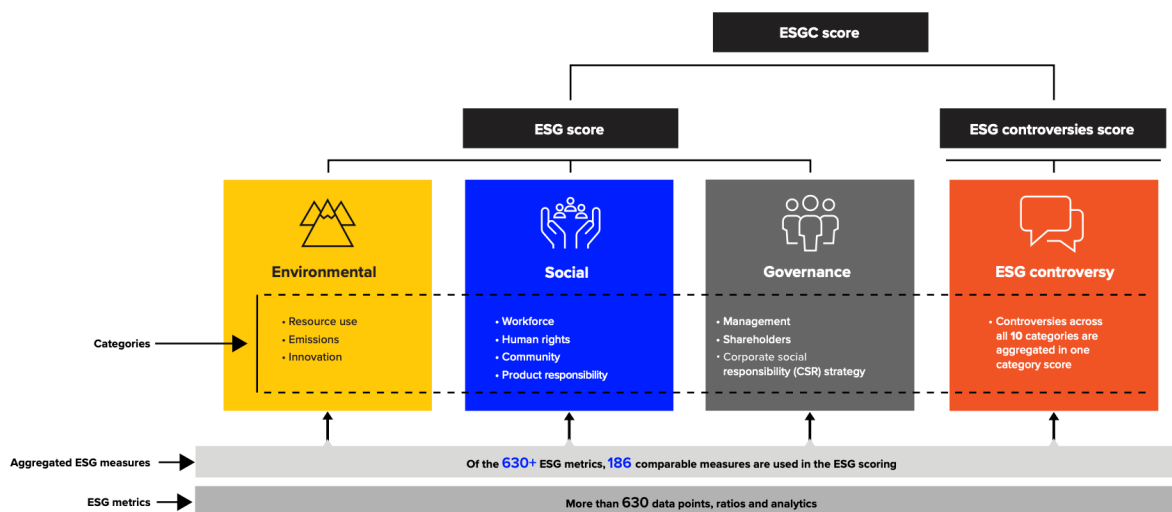 ESGC score
ESG score
ESG controversies score
Environmental
Social
Governance
ESG controversy
Categories
• Resource use
• Emissions
• Innovation
• Workforce
• Human rights
• Community
• Product responsibility
• Management
• Shareholders
• Corporate social
responsibility (CSR) strategy
• Controversies across
all 10 categories are
aggregated in one
category score
Aggregated ESG measures
Of the 630+ ESG metrics, 186 comparable measures are used in the ESG scoring
ESG metrics
More than 630 data points, ratios and analytics